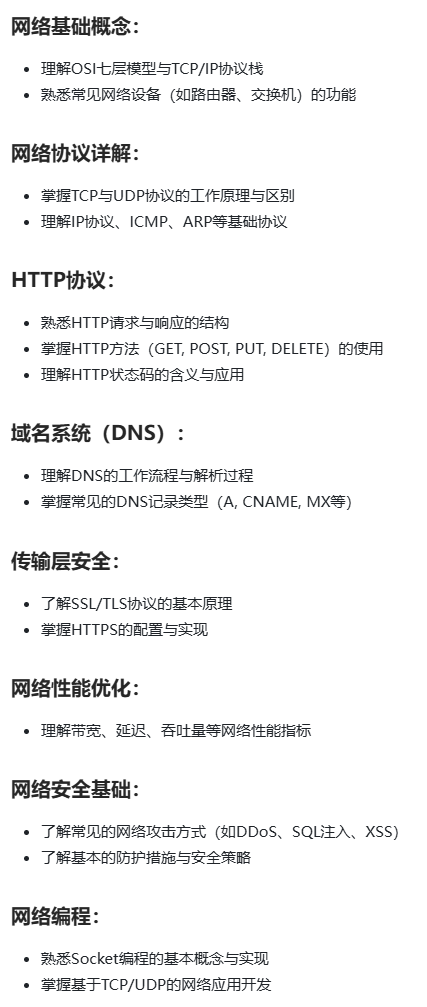 网络基础概念：
理解OSI七层模型与TCP/IP协议栈
熟悉常见网络设备（如路由器、交换机）的功能
网络协议详解：
掌握TCP与UDP协议的工作原理与区别
理解IP协议、ICMP、ARP等基础协议
HTTP协议：
熟悉HTTP请求与响应的结构
掌握HTTP方法（GET, POST, PUT, DELETE）的使用
理解HTTP状态码的含义与应用
域名系统（DNS）：
理解DNS的工作流程与解析过程
掌握常见的DNS记录类型（A, CNAME, MX等）
传输层安全：
了解SSL/TLS协议的基本原理
掌握HTTPS的配置与实现
网络性能优化：
理解带宽、延迟、吞吐量等网络性能指标
网络安全基础：
了解常见的网络攻击方式（如DDoS、SQL注入、XSS）
了解基本的防护措施与安全策略
网络编程：
熟悉Socket编程的基本概念与实现
掌握基于TCP/UDP的网络应用开发